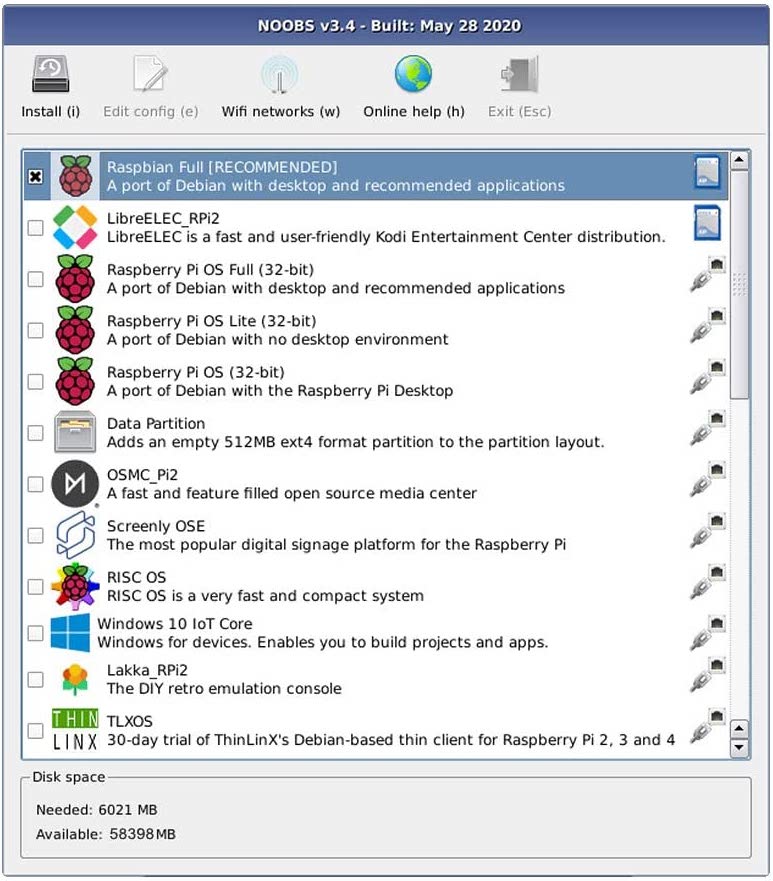 NOOBS v3.4 - Built: May 28 2020
Install (i) Edit config (e) Wifi networks (w) Online help (h) Exit (Esc)
Raspbian Full [RECOMMENDED]
A port of Debian with desktop and recommended applications
LibreELEC_RPi2
LibreELEC is a fast and user-friendly Kodi Entertainment Center distribution.
Raspberry Pi OS Full (32-bit)
A port of Debian with desktop and recommended applications
Raspberry Pi OS Lite (32-bit)
A port of Debian with no desktop environment
Raspberry Pi OS (32-bit)
A port of Debian with the Raspberry Pi Desktop
Data Partition
Adds an empty 512MB ext4 format partition to the partition layout.
OSMC_Pi2
A fast and feature filled open source media center
Screenly OSE
The most popular digital signage platform for the Raspberry Pi
RISC OS
RISC OS is a very fast and compact system
Windows 10 IoT Core
Windows for devices. Enables you to build projects and apps.
Lakka_RPi2
The DIY retro emulation console
THIN
LINX
TLXOS
30-day trial of ThinLinX's Debian-based thin client for Raspberry Pi 2, 3 and 4
Disk space
Needed: 6021 MB
Available: 58398MB